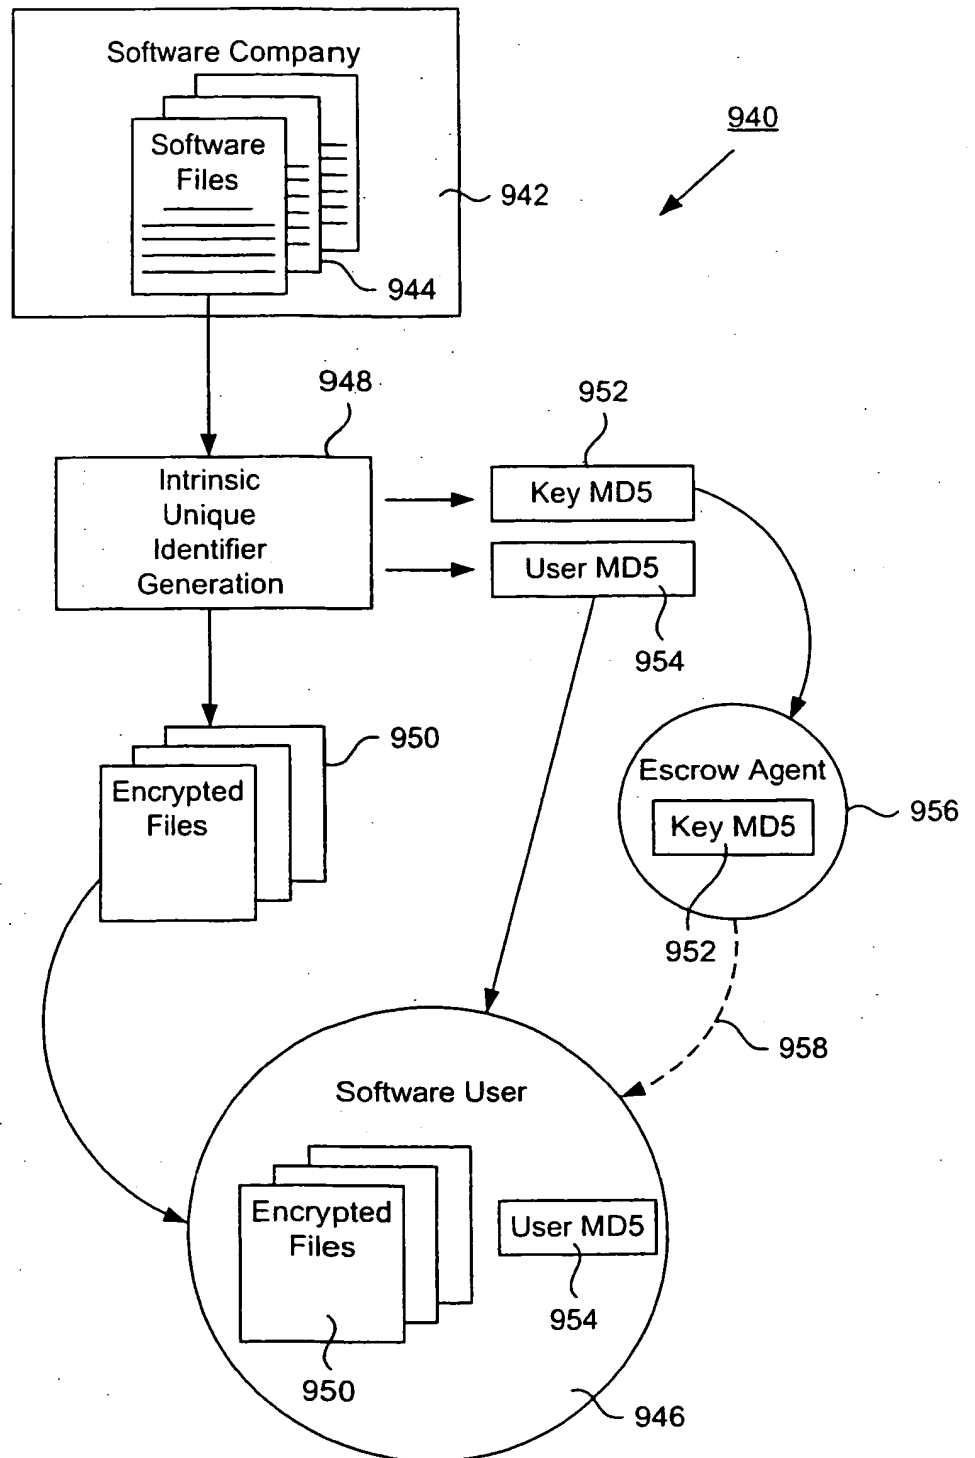 Software Company
940
Software
Files
942
944
948
952
Intrinsic
Unique
Identifier
Generation
Key MD5
User MD5
954
950
Encrypted
Files
Escrow Agent
Key MD5
956
952
958
Software User
Encrypted
Files
User MD5
954
950
946